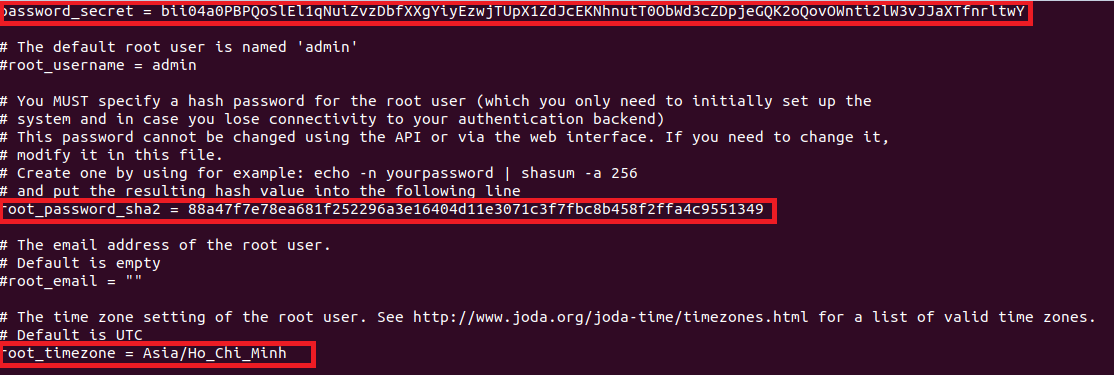 password_secret = bii04a0PBPQoSlEl1qNuiZvzDbfXXgYiyEzwjTUpX1ZdJcEKNhnutT0ObWd3cZDpjeGQK2oQovOWnti2lW3vJJaXTfnrltwY
# The default root user is named 'admin'
#root_username = admin
# You MUST specify a hash password for the root user (which you only need to initially set up the
# system and in case you lose connectivity to your authentication backend)
# This password cannot be changed using the API or via the web interface. If you need to change it,
# modify it in this file.
# Create one by using for example: echo -n yourpassword | shasum -a 256
# and put the resulting hash value into the following line
root_password_sha2 = 88a47f7e78ea681f252296a3e16404d11e3071c3f7fbc8b458f2ffa4c9551349
# The email address of the root user.
# Default is empty
#root_email = ""
# The time zone setting of the root user. See http://www.joda.org/joda-time/timezones.html for a list of valid time zones.
# Default is UTC
root_timezone = Asia/Ho_Chi_Minh